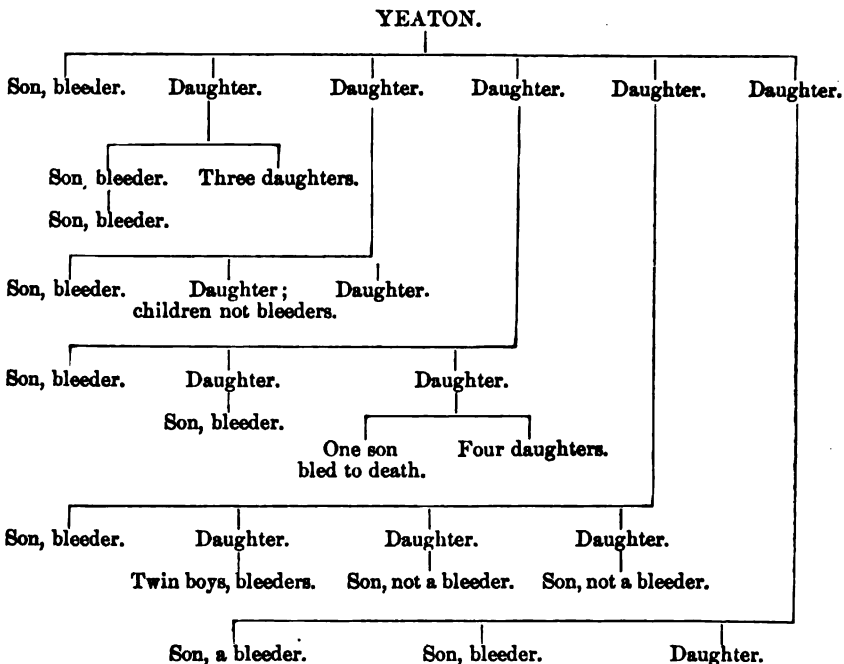 YEATON.
Son, bleeder. Daughter. Daughter. Daughter. Daughter. Daughter.
Son, bleeder. Three daughters.
Son, bleeder.
Son, bleeder. Daughter; Daughter.
children not bleeders.
Son, bleeder. Daughter. Daughter.
Son, bleeder.
One son Four daughters.
bled to death.
Son, bleeder. Daughter. Daughter. Daughter.
Twin boys, bleeders. Son, not a bleeder. Son, not a bleeder.
Son, a bleeder. Son, bleeder. Daughter.